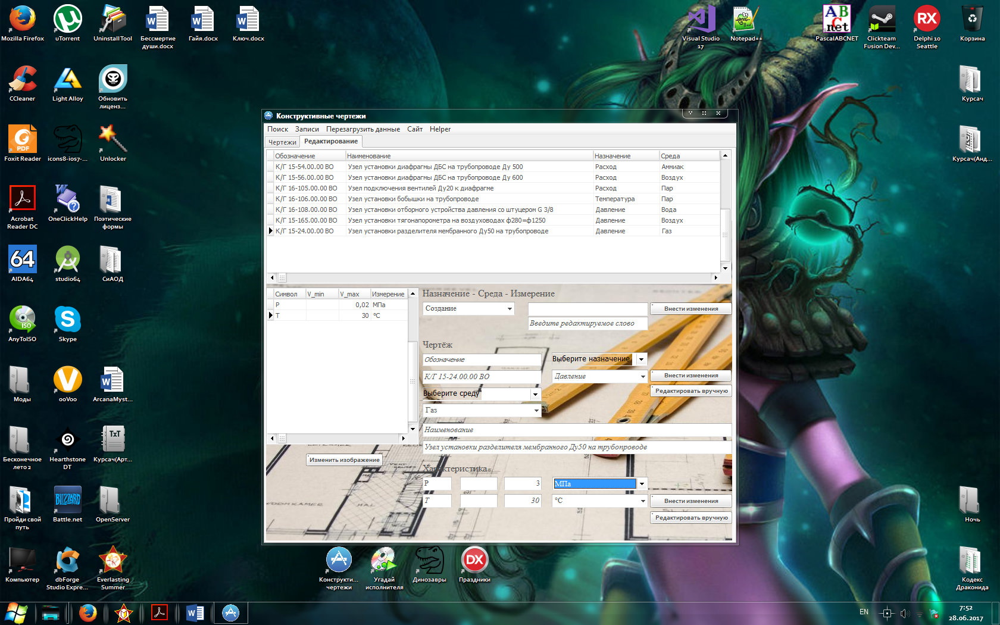 Mozilla Firefox
uTorrent
Uninstall Tool
Бессмертие души.docx
Гайя.docx
Ключ.docx
Visual Studio 17
Notepad++
PascalABCNET
Clickteam Fusion Dev...
Delphi 10 Seattle
Корзина
CCleaner
Light Alloy
Обновить лиценз...
Курсач
Foxit Reader
icons8-ios7-...
Unlocker
Курсач(Анд...
Acrobat Reader DC
OneClickHelp
Поэтические формы
AIDA64
studio64
СиАОД
AnyToISO
Skype
Моды
ooVoo
ArcanaMyst...
Бесконечное лето 2
Hearthstone DT
Курсач(Арт...
Пройди свой путь
Battle.net
OpenServer
Ночь
Компьютер
dbForge Studio Expre...
Everlasting Summer
Конструкти... чертежи
Угадай исполнителя
Динозавры
Праздники
Кодекс Драконида
Конструктивные чертежи
Поиск Записи Перезагрузить данные Сайт Helper
Чертежи Редактирование
Обозначение Наименование Назначение Среда
К/Г 15-54.00.00 ВО Узел установки диафрагмы ДБС на трубопроводе Ду 500 Расход Аммиак
К/Г 15-56.00.00 ВО Узел установки диафрагмы ДБС на трубопроводе Ду 600 Расход Воздух
К/Г 16-105.00.00 ВО Узел подключения вентилей Ду20 к диафрагме Расход Пар
К/Г 16-106.00.00 ВО Узел установки бобышки на трубопроводе Температура Пар
К/Г 16-108.00.00 ВО Узел установки отборного устройства давления со штуцером G 3/8 Давление Вода
К/Г 15-165.00.00 ВО Узел установки тягонапорометра на воздуховодах ф280=ф1250 Давление Воздух
К/Г 15-24.00.00 ВО Узел установки разделителя мембранного Ду50 на трубопроводе Давление Газ
Символ V_min V_max Измерение
P 0,02 МПа
T 30 °C
Назначение - Среда - Измерение
Создание Внести изменения
Введите редактируемое слово
Чертёж
Обозначение Выберите назначение
К/Г 15-24.00.00 ВО Давление Внести изменения
Выберите среду Редактировать вручную
Газ
Наименование
Узел установки разделителя мембранного Ду50 на трубопроводе
Изменить изображение
Характеристика
P 3 МПа
T 30 °C Внести изменения
Редактировать вручную
EN
7:52
28.06.2017